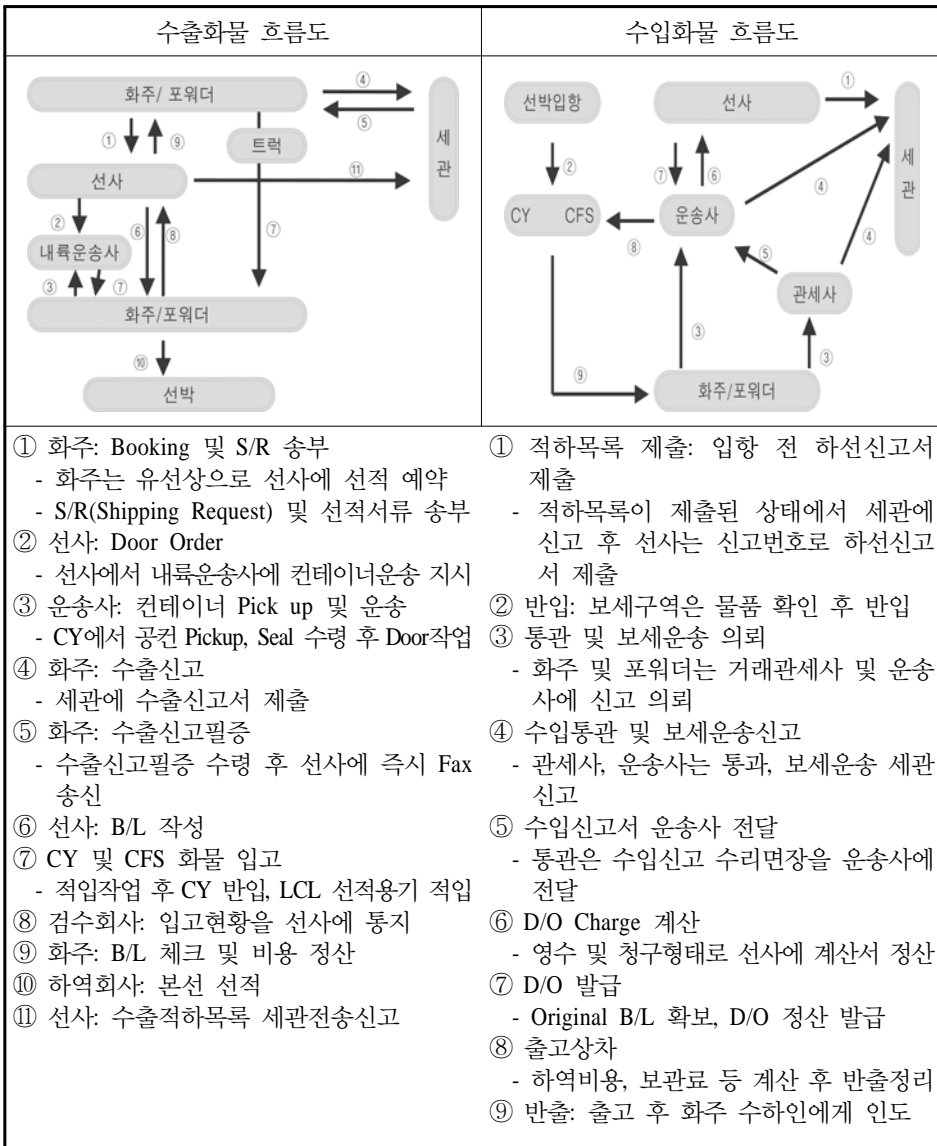 수출화물 흐름도
수입화물 흐름도
화주/ 포워더
④
⑤
세
관
트럭
①
⑨
선사
⑪
②
⑥
⑧
⑦
내륙운송사
③
⑦
화주/포워더
⑩
선박
선박입항
선사
①
세
관
②
⑦
⑥
④
CY CFS
운송사
⑧
⑤
④
관세사
③
③
⑨
화주/포워더
① 화주: Booking 및 S/R 송부
- 화주는 유선상으로 선사에 선적 예약
- S/R(Shipping Request) 및 선적서류 송부
② 선사: Door Order
- 선사에서 내륙운송사에 컨테이너운송 지시
③ 운송사: 컨테이너 Pick up 및 운송
- CY에서 공컨 Pickup, Seal 수령 후 Door작업
④ 화주: 수출신고
- 세관에 수출신고서 제출
⑤ 화주: 수출신고필증
- 수출신고필증 수령 후 선사에 즉시 Fax
송신
⑥ 선사: B/L 작성
⑦ CY 및 CFS 화물 입고
- 적입작업 후 CY 반입, LCL 선적용기 적입
⑧ 검수회사: 입고현황을 선사에 통지
⑨ 화주: B/L 체크 및 비용 정산
⑩ 하역회사: 본선 선적
⑪ 선사: 수출적하목록 세관전송신고
① 적하목록 제출: 입항 전 하선신고서
제출
- 적하목록이 제출된 상태에서 세관에
신고 후 선사는 신고번호로 하선신고
서 제출
② 반입: 보세구역은 물품 확인 후 반입
③ 통관 및 보세운송 의뢰
- 화주 및 포워더는 거래관세사 및 운송
사에 신고 의뢰
④ 수입통관 및 보세운송신고
- 관세사, 운송사는 통과, 보세운송 세관
신고
⑤ 수입신고서 운송사 전달
- 통관은 수입신고 수리면장을 운송사에
전달
⑥ D/O Charge 계산
- 영수 및 청구형태로 선사에 계산서 정산
⑦ D/O 발급
- Original B/L 확보, D/O 정산 발급
⑧ 출고상차
- 하역비용, 보관료 등 계산 후 반출정리
⑨ 반출: 출고 후 화주 수하인에게 인도